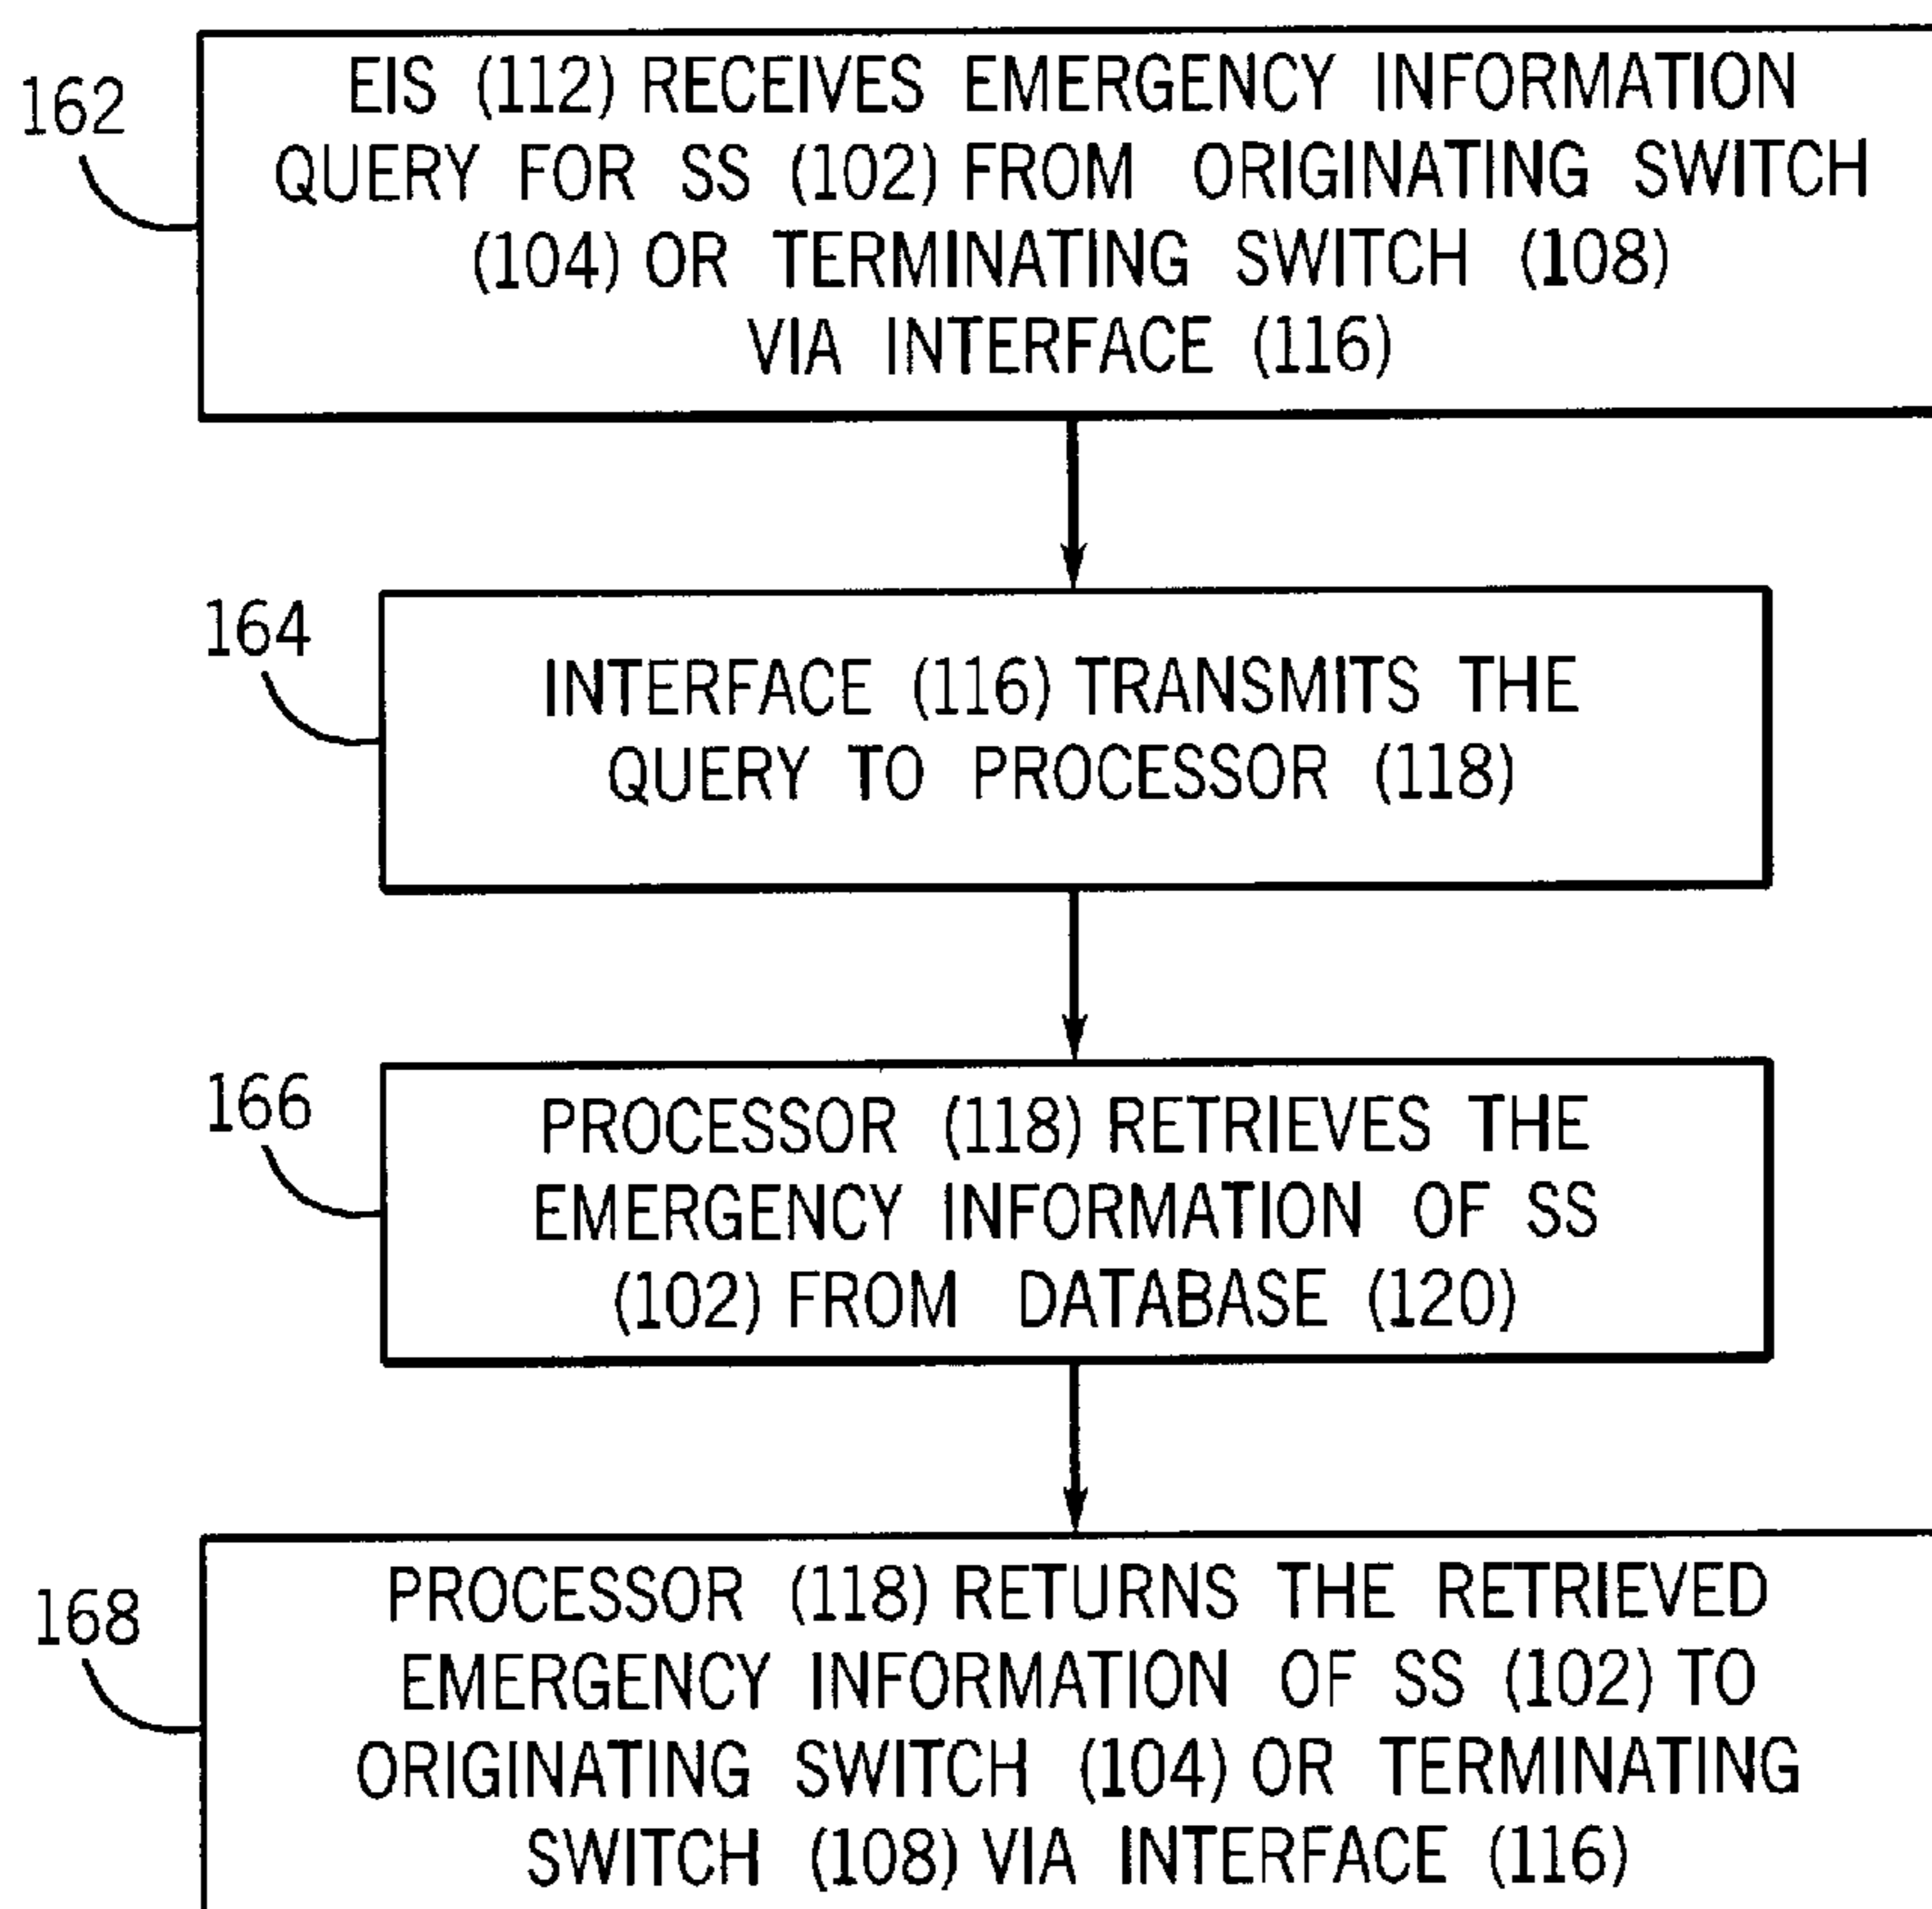 162
EIS (112) RECEIVES EMERGENCY INFORMATION
QUERY FOR SS (102) FROM ORIGINATING SWITCH
(104) OR TERMINATING SWITCH (108)
VIA INTERFACE (116)
164
INTERFACE (116) TRANSMITS THE
QUERY TO PROCESSOR (118)
166
PROCESSOR (118) RETRIEVES THE
EMERGENCY INFORMATION OF SS
(102) FROM DATABASE (120)
168
PROCESSOR (118) RETURNS THE RETRIEVED
EMERGENCY INFORMATION OF SS (102) TO
ORIGINATING SWITCH (104) OR TERMINATING
SWITCH (108) VIA INTERFACE (116)